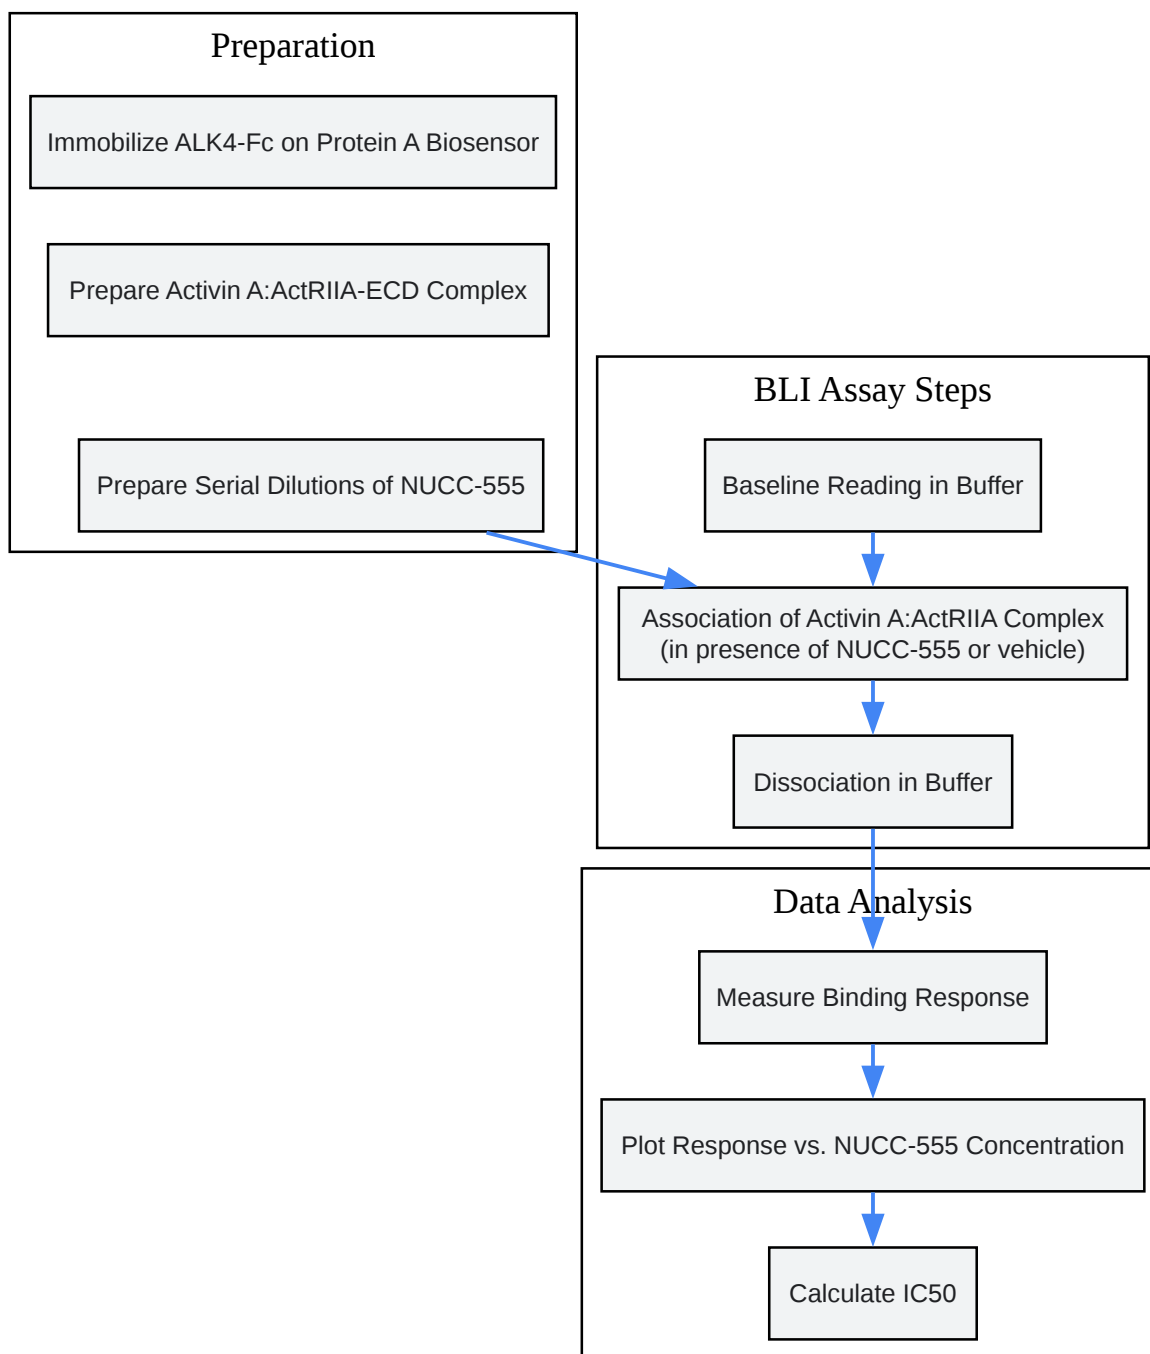 Preparation
Immobilize ALK4-Fc on Protein A Biosensor
Prepare Activin A:ActRIIA-ECD Complex
Prepare Serial Dilutions of NUCC-555
BLI Assay Steps
Baseline Reading in Buffer
Association of Activin A:ActRIIA Complex
(in presence of NUCC-555 or vehicle)
Dissociation in Buffer
Data Analysis
Measure Binding Response
Plot Response vs. NUCC-555 Concentration
Calculate IC50